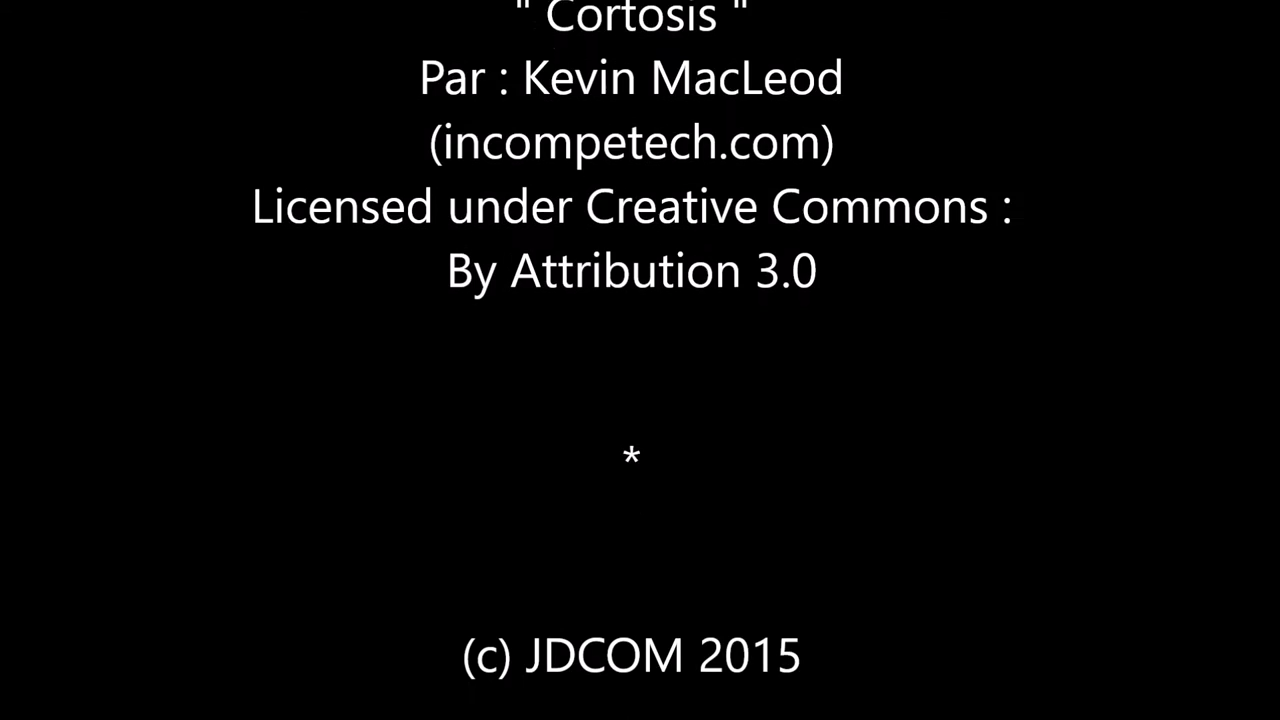 " Cortosis "
Par : Kevin MacLeod
(incompetech.com)
Licensed under Creative Commons :
By Attribution 3.0
*
(c) JDCOM 2015